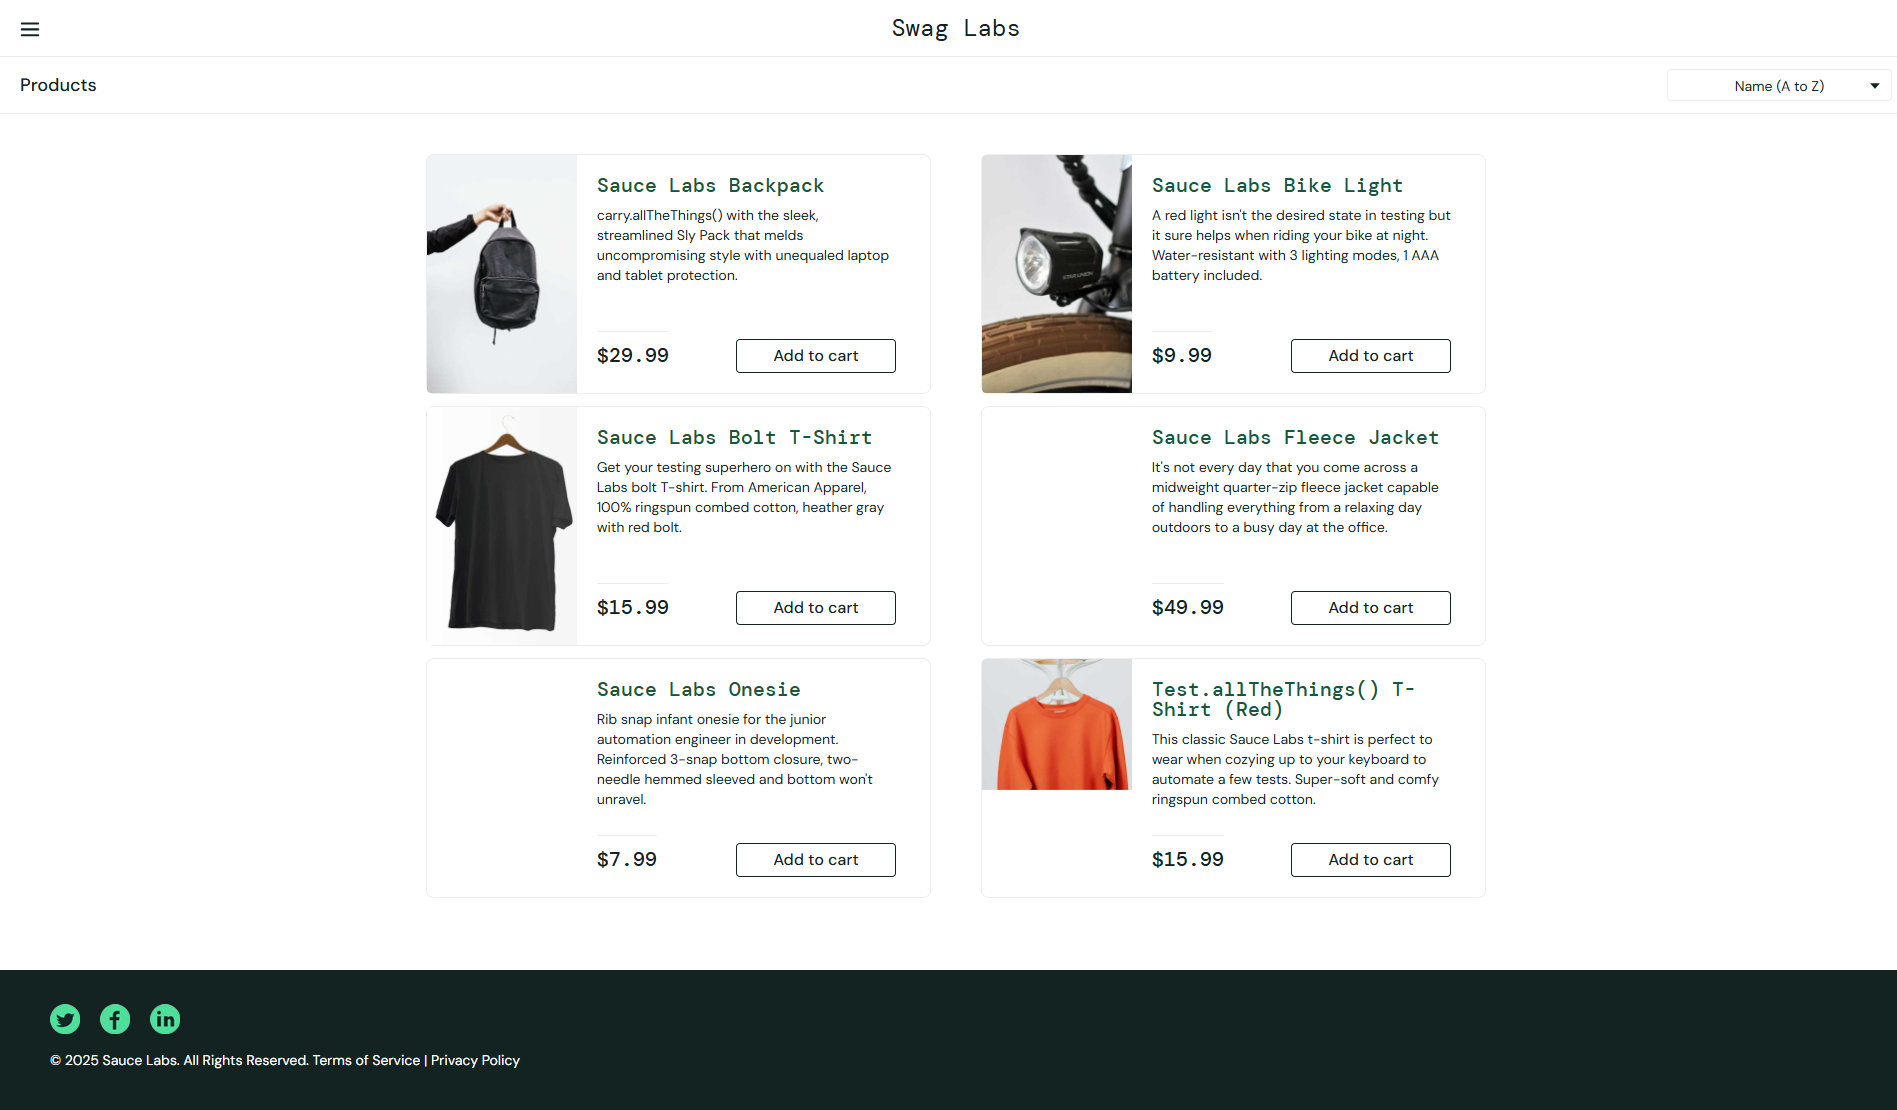 Swag Labs
Products
Name (A to Z)
Sauce Labs Backpack
carry.allTheThings() with the sleek,
streamlined Sly Pack that melds
uncompromising style with unequaled laptop
and tablet protection.
$29.99
Add to cart
Sauce Labs Bike Light
A red light isn't the desired state in testing but
it sure helps when riding your bike at night.
Water-resistant with 3 lighting modes, 1 AAA
battery included.
$9.99
Add to cart
Sauce Labs Bolt T-Shirt
Get your testing superhero on with the Sauce
Labs bolt T-shirt. From American Apparel,
100% ringspun combed cotton, heather gray
with red bolt.
$15.99
Add to cart
Sauce Labs Fleece Jacket
It's not every day that you come across a
midweight quarter-zip fleece jacket capable
of handling everything from a relaxing day
outdoors to a busy day at the office.
$49.99
Add to cart
Sauce Labs Onesie
Rib snap infant onesie for the junior
automation engineer in development.
Reinforced 3-snap bottom closure, two-
needle hemmed sleeved and bottom won't
unravel.
$7.99
Add to cart
Test.allTheThings() T-
Shirt (Red)
This classic Sauce Labs t-shirt is perfect to
wear when cozying up to your keyboard to
automate a few tests. Super-soft and comfy
ringspun combed cotton.
$15.99
Add to cart
© 2025 Sauce Labs. All Rights Reserved. Terms of Service | Privacy Policy